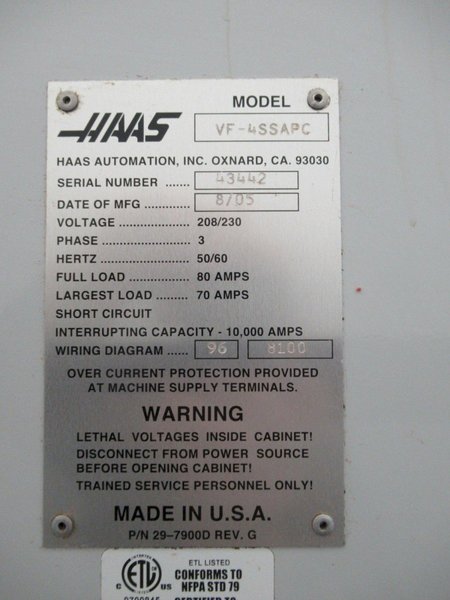 HAAS
MODEL VF-4SSAPC
HAAS AUTOMATION, INC. OXNARD, CA. 93030
SERIAL NUMBER ...... 43442
DATE OF MFG ............ 8/05
VOLTAGE .................. 208/230
PHASE ....................... 3
HERTZ ....................... 50/60
FULL LOAD ............... 80 AMPS
LARGEST LOAD ........ 70 AMPS
SHORT CIRCUIT
INTERRUPTING CAPACITY - 10,000 AMPS
WIRING DIAGRAM ...... 96 8100
OVER CURRENT PROTECTION PROVIDED
AT MACHINE SUPPLY TERMINALS.
WARNING
LETHAL VOLTAGES INSIDE CABINET!
DISCONNECT FROM POWER SOURCE
BEFORE OPENING CABINET!
TRAINED SERVICE PERSONNEL ONLY!
MADE IN U.S.A.
P/N 29-7900D REV. G
ETL LISTED
C ETL US
CONFORMS TO
NFPA STD 79